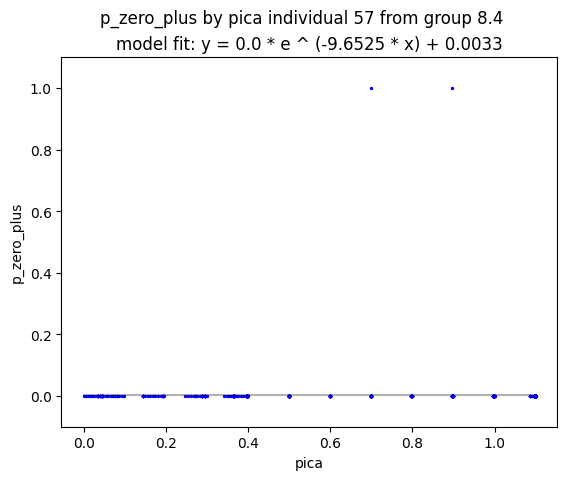 p_zero_plus by pica individual 57 from group 8.4
model fit: y = 0.0 * e ^ (-9.6525 * x) + 0.0033
1.0
0.8
0.6
0.4
0.2
0.0
p_zero_plus
0.0 0.2 0.4 0.6 0.8 1.0
pica